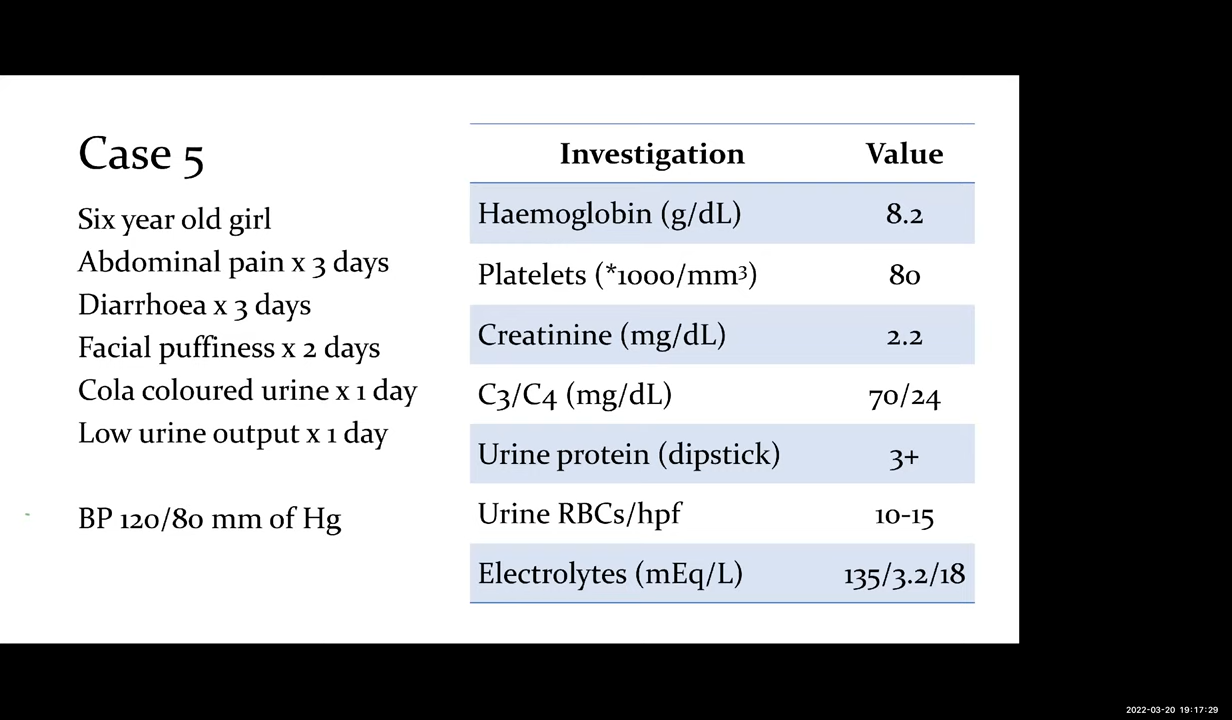 Case 5
Six year old girl
Abdominal pain x 3 days
Diarrhoea x 3 days
Facial puffiness x 2 days
Cola coloured urine x 1 day
Low urine output x 1 day
BP 120/80 mm of Hg
Investigation Value
Haemoglobin (g/dL) 8.2
Platelets (*1000/mm³) 80
Creatinine (mg/dL) 2.2
C3/C4 (mg/dL) 70/24
Urine protein (dipstick) 3+
Urine RBCs/hpf 10-15
Electrolytes (mEq/L) 135/3.2/18
2022-03-20 19:17:29